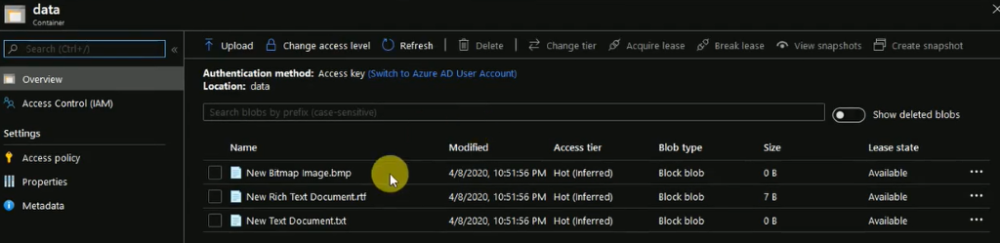 data
Container
Search (Ctrl+/)
«
Upload Change access level Refresh Delete Change tier Acquire lease Break lease View snapshots Create snapshot
Overview
Access Control (IAM)
Settings
Access policy
Properties
Metadata
Authentication method: Access key (Switch to Azure AD User Account)
Location: data
Search blobs by prefix (case-sensitive)
Show deleted blobs
Name Modified Access tier Blob type Size Lease state
New Bitmap Image.bmp 4/8/2020, 10:51:56 PM Hot (Inferred) Block blob 0 B Available
New Rich Text Document.rtf 4/8/2020, 10:51:56 PM Hot (Inferred) Block blob 7 B Available
New Text Document.txt 4/8/2020, 10:51:56 PM Hot (Inferred) Block blob 0 B Available